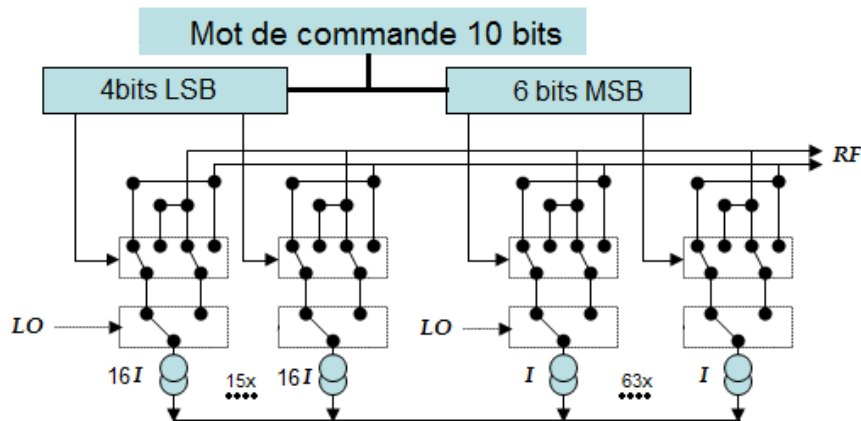 Mot de commande 10 bits
4bits LSB
6 bits MSB
RF
LO
LO
16I
15x
16I
I
63x
I